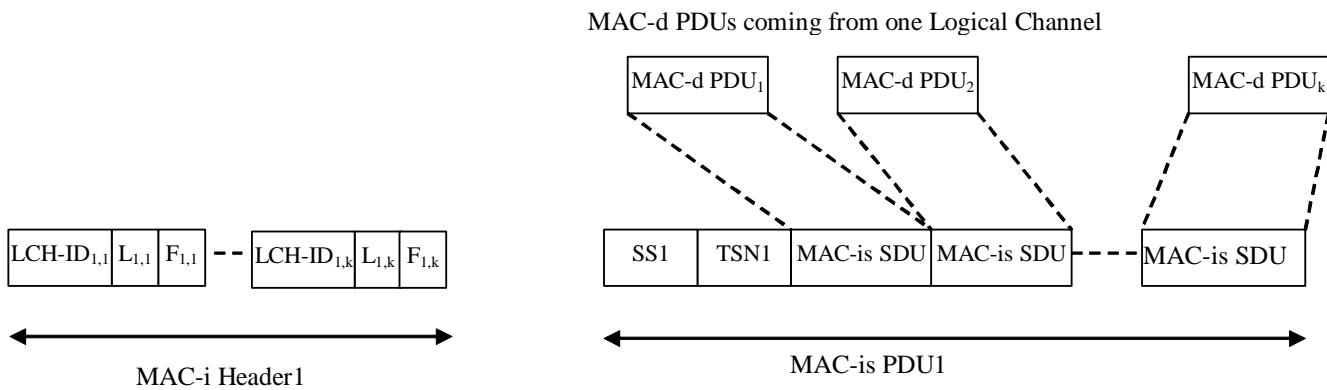 MAC-d PDUs coming from one Logical Channel
MAC-d PDU1 MAC-d PDU2 MAC-d PDUk
LCH-ID1,1 L1,1 F1,1 LCH-ID1,k L1,k F1,k
SS1 TSN1 MAC-is SDU MAC-is SDU MAC-is SDU
MAC-i Header1
MAC-is PDU1